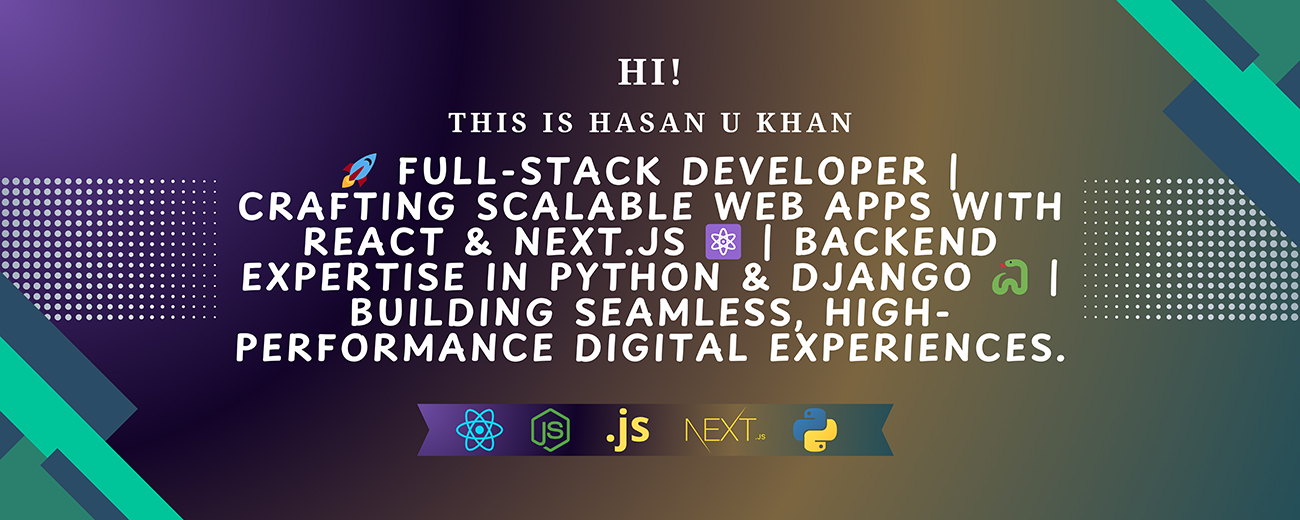 HI!
THIS IS HASAN U KHAN
🚀 FULL-STACK DEVELOPER |
CRAFTING SCALABLE WEB APPS WITH
REACT & NEXT.JS ⚛️ | BACKEND
EXPERTISE IN PYTHON & DJANGO 🐍 |
BUILDING SEAMLESS, HIGH-
PERFORMANCE DIGITAL EXPERIENCES.
JS .js NEXT.JS